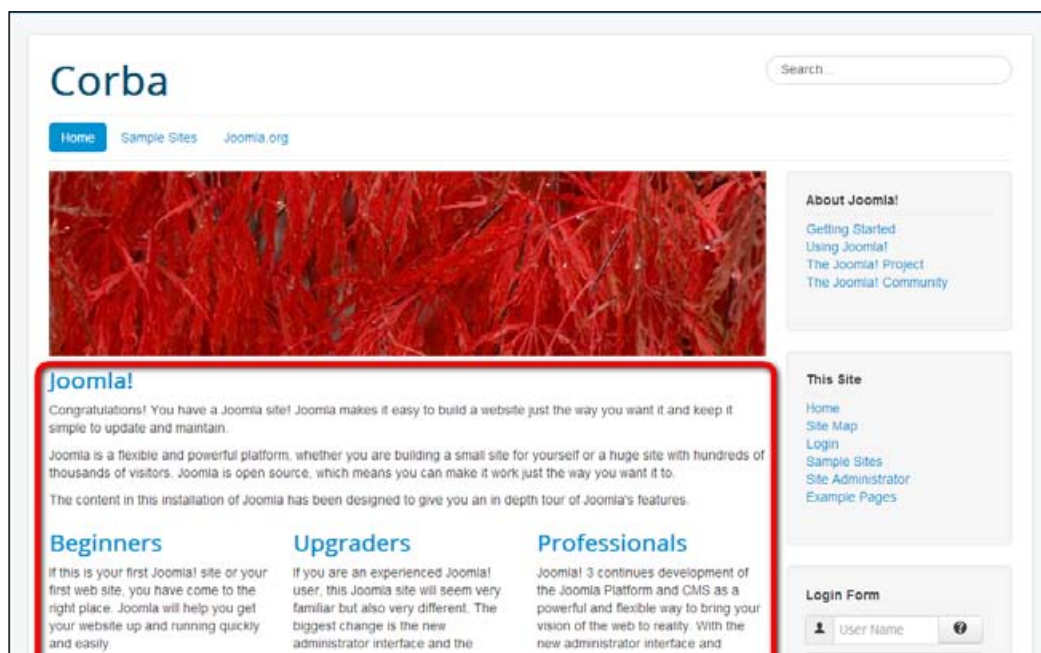 Corba
Search...
Home
Sample Sites
Joomla.org
About Joomla!
Getting Started
Using Joomla!
The Joomla! Project
The Joomla! Community
Joomla!
Congratulations! You have a Joomla site! Joomla makes it easy to build a website just the way you want it and keep it
simple to update and maintain.
Joomla is a flexible and powerful platform, whether you are building a small site for yourself or a huge site with hundreds of
thousands of visitors. Joomla is open source, which means you can make it work just the way you want it to.
The content in this installation of Joomla has been designed to give you an in depth tour of Joomla's features.
This Site
Home
Site Map
Login
Sample Sites
Site Administrator
Example Pages
Beginners
If this is your first Joomla! site or your
first web site, you have come to the
right place. Joomla will help you get
your website up and running quickly
and easily.
Upgraders
If you are an experienced Joomla!
user, this Joomla site will seem very
familiar but also very different. The
biggest change is the new
administrator interface and the
Professionals
Joomla! 3 continues development of
the Joomla Platform and CMS as a
powerful and flexible way to bring your
vision of the web to reality. With the
new administrator interface and
Login Form
User Name